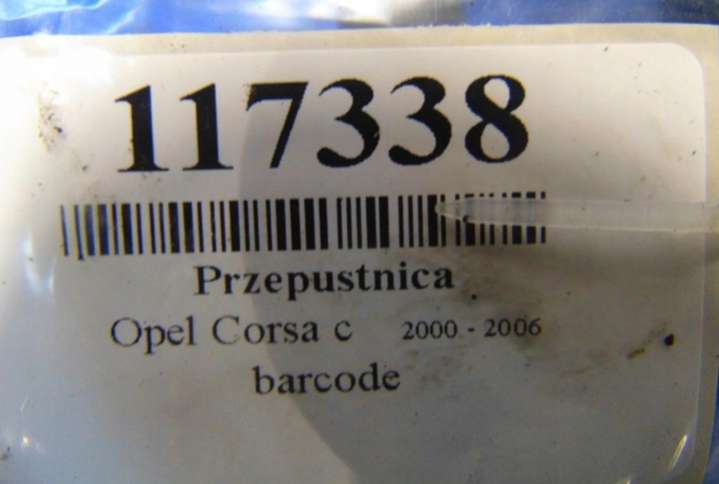 117338
Przepustnica
Opel Corsa c 2000 - 2006
barcode